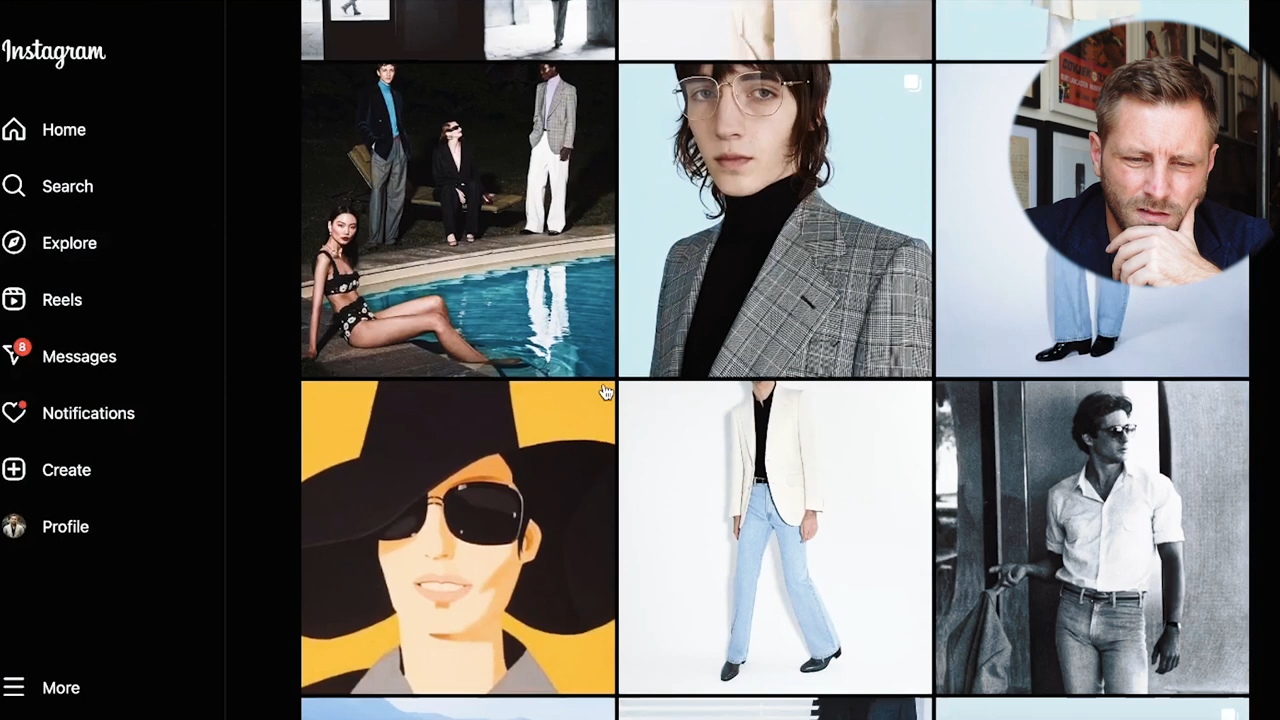 Instagram
Home
Search
Explore
Reels
8
Messages
Notifications
Create
Profile
More